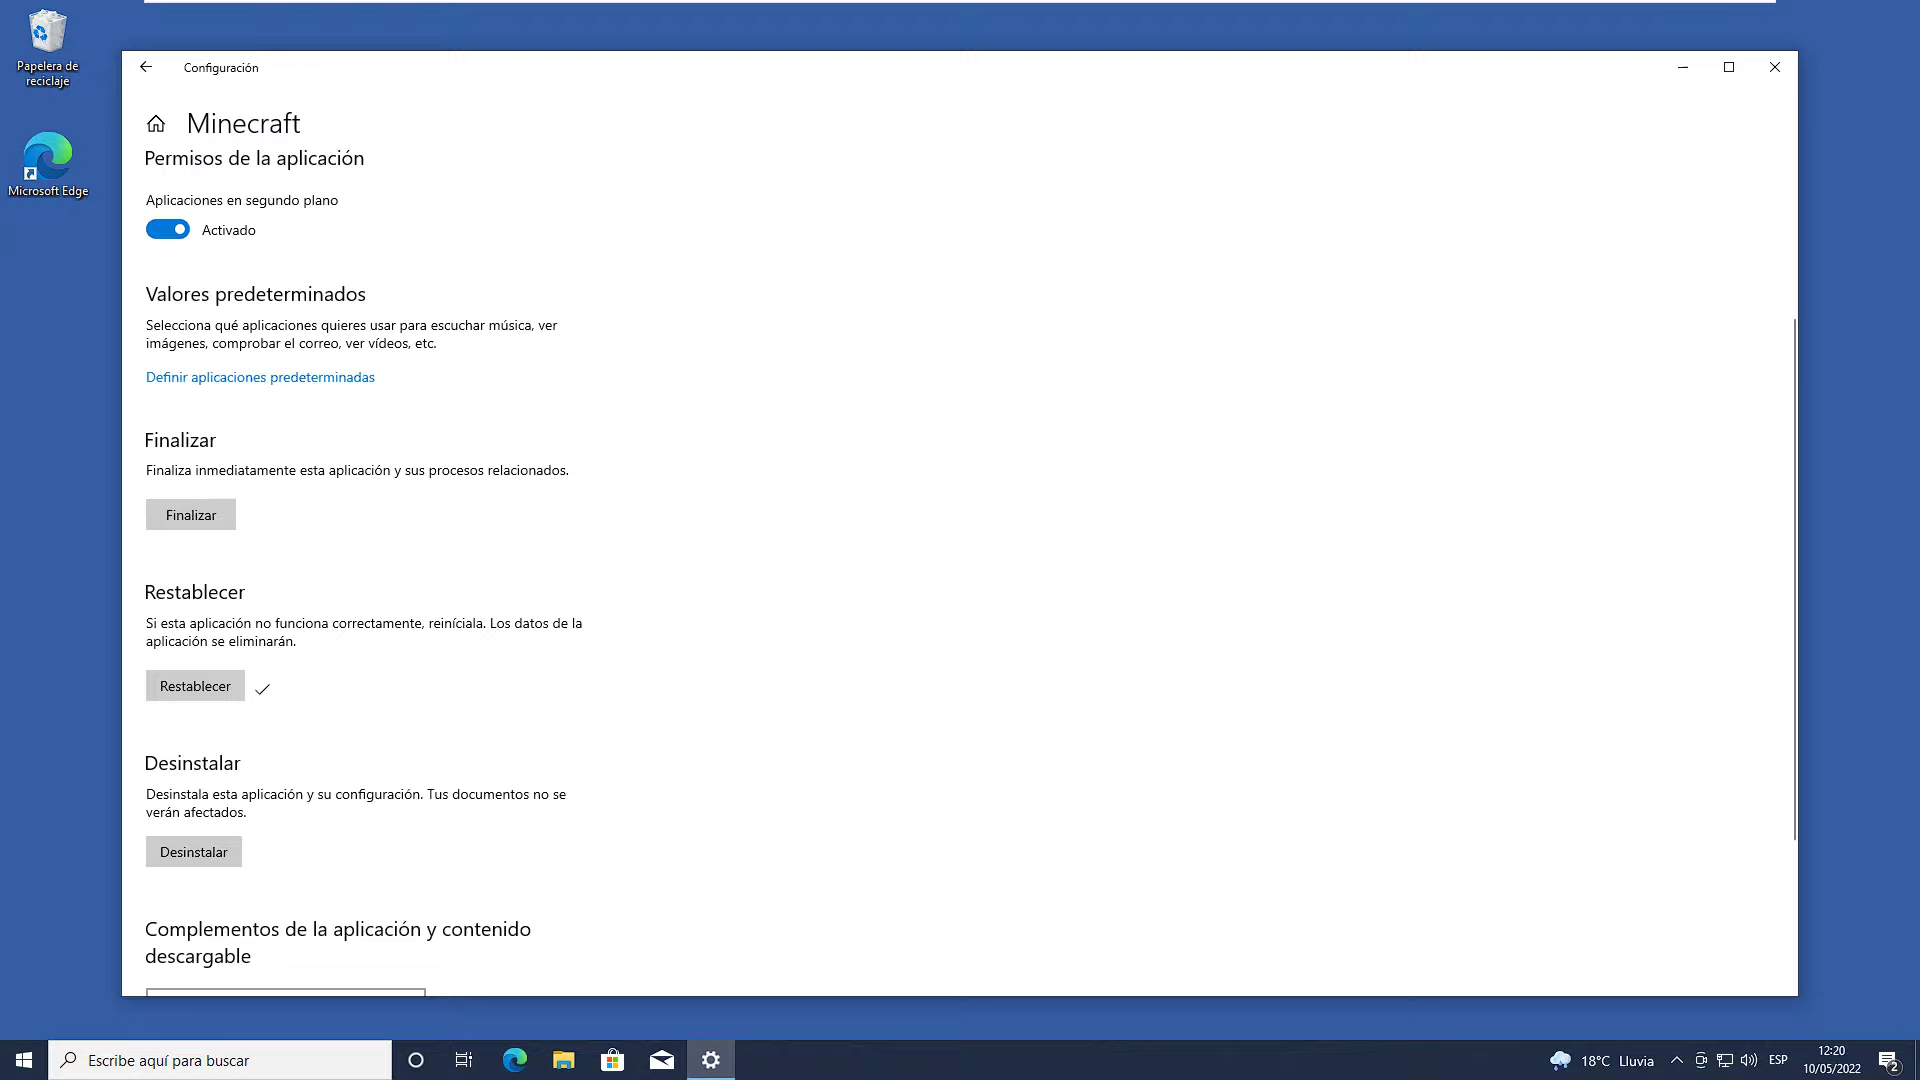 Papelera de
reciclaje
Microsoft Edge
Configuración
Minecraft
Permisos de la aplicación
Aplicaciones en segundo plano
Activado
Valores predeterminados
Selecciona qué aplicaciones quieres usar para escuchar música, ver
imágenes, comprobar el correo, ver vídeos, etc.
Definir aplicaciones predeterminadas
Finalizar
Finaliza inmediatamente esta aplicación y sus procesos relacionados.
Finalizar
Restablecer
Si esta aplicación no funciona correctamente, reiníciala. Los datos de la
aplicación se eliminarán.
Restablecer
Desinstalar
Desinstala esta aplicación y su configuración. Tus documentos no se
verán afectados.
Desinstalar
Complementos de la aplicación y contenido
descargable
Escribe aquí para buscar
18°C Lluvia
ESP
12:20
10/05/2022
2